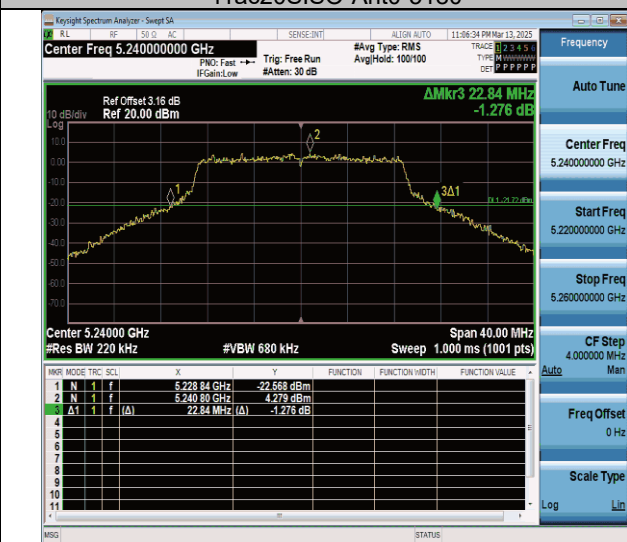 Keysight Spectrum Analyzer - Swept SA
RL RF 50 Ω AC SENSE:INT ALIGN AUTO 11:06:34 PM Mar 13, 2025
Center Freq 5.240000000 GHz
PNO: Fast
IFGain:Low
Trig: Free Run
#Atten: 30 dB
#Avg Type: RMS
Avg|Hold: 100/100
TRACE 1 2 3 4 5 6
TYPE M WWWWW
DET P P P P P P
Frequency
Auto Tune
Center Freq
5.240000000 GHz
Start Freq
5.220000000 GHz
Stop Freq
5.260000000 GHz
CF Step
4.000000 MHz
Auto Man
Freq Offset
0 Hz
Scale Type
Log Lin
ΔMkr3 22.84 MHz
-1.276 dB
Ref Offset 3.16 dB
10 dB/div Ref 20.00 dBm
Log
10.0
0.00
-10.0
-20.0
-30.0
-40.0
-50.0
-60.0
-70.0
1
2
3Δ1
DL1 -21.72 dBm
Center 5.24000 GHz Span 40.00 MHz
#Res BW 220 kHz #VBW 680 kHz Sweep 1.000 ms (1001 pts)
MKR MODE TRC SCL X Y FUNCTION FUNCTION WIDTH FUNCTION VALUE
1 N 1 f 5.228 84 GHz -22.568 dBm
2 N 1 f 5.240 80 GHz 4.279 dBm
3 Δ1 1 f (Δ) 22.84 MHz (Δ) -1.276 dB
4
5
6
7
8
9
10
11
MSG STATUS